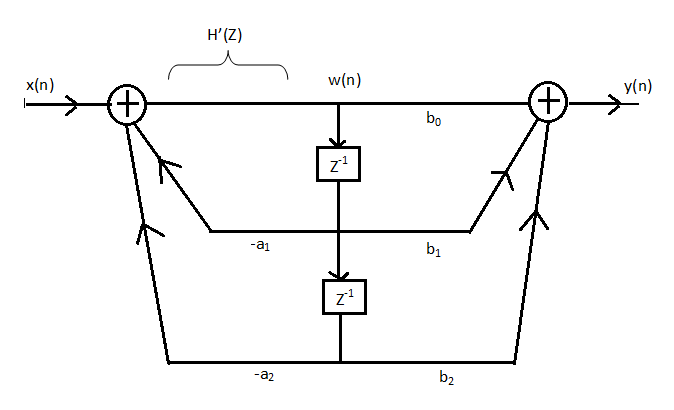 H′(Z)
x(n)
w(n)
y(n)
+
+
b₀
Z⁻¹
-a₁
b₁
Z⁻¹
-a₂
b₂